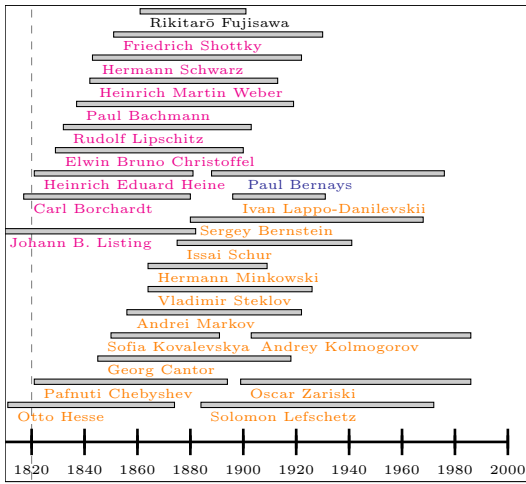 Rikitarō Fujisawa
Friedrich Shottky
Hermann Schwarz
Heinrich Martin Weber
Paul Bachmann
Rudolf Lipschitz
Elwin Bruno Christoffel
Heinrich Eduard Heine Paul Bernays
Carl Borchardt Ivan Lappo-Danilevskii
Sergey Bernstein
Johann B. Listing
Issai Schur
Hermann Minkowski
Vladimir Steklov
Andrei Markov
Sofia Kovalevskya Andrey Kolmogorov
Georg Cantor
Pafnuti Chebyshev Oscar Zariski
Otto Hesse Solomon Lefschetz
1820 1840 1860 1880 1900 1920 1940 1960 1980 2000